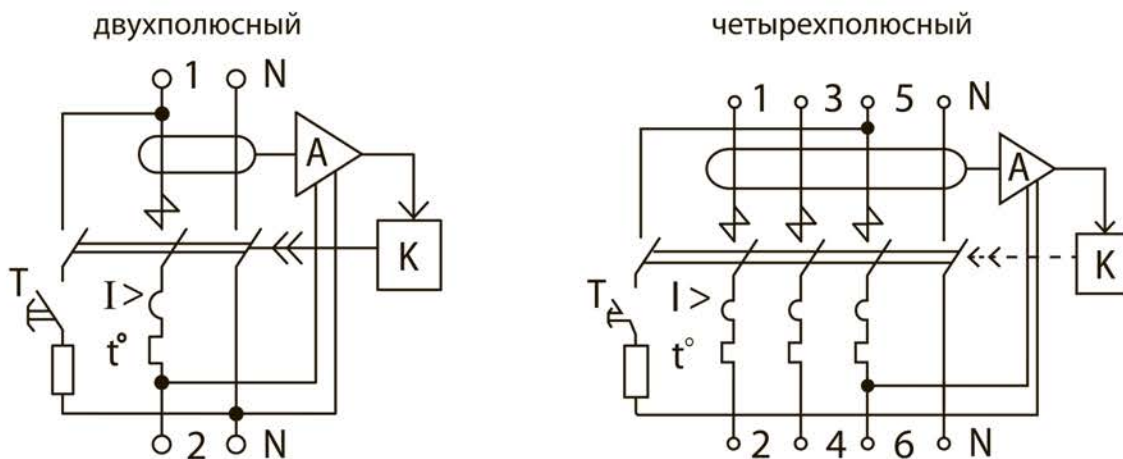 двухполюсный
1 N
A
K
T
I >
t°
2 N
четырехполюсный
1 3 5 N
A
K
T
I >
t°
2 4 6 N